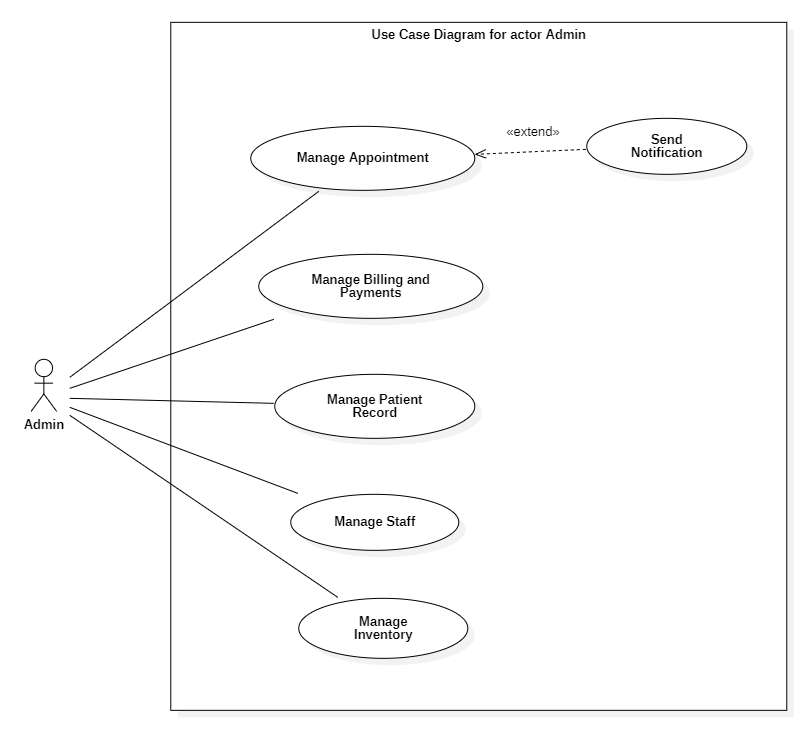 Use Case Diagram for actor Admin
«extend»
Send
Notification
Manage Appointment
Manage Billing and
Payments
Manage Patient
Record
Admin
Manage Staff
Manage
Inventory